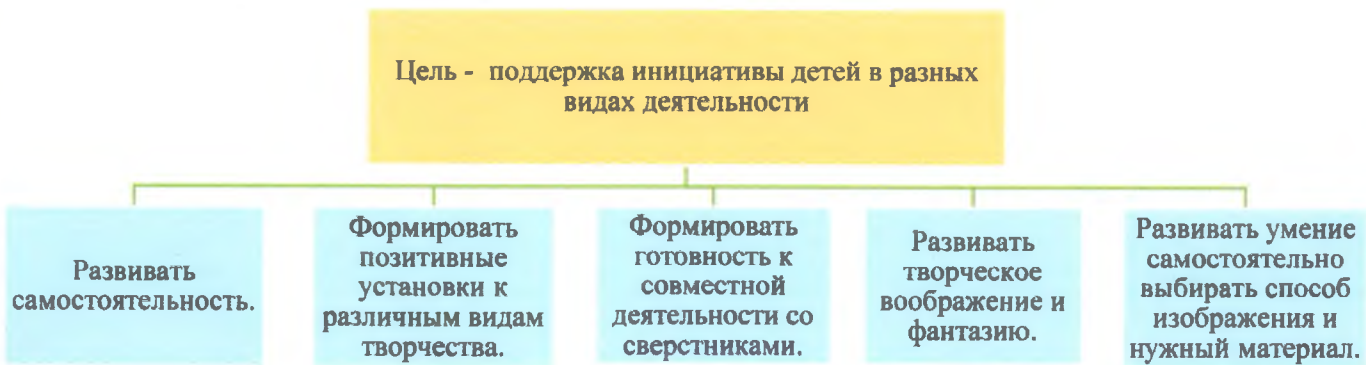 Цель - поддержка инициативы детей в разных
видах деятельности
Развивать
самостоятельность.
Формировать
позитивные
установки к
различным видам
творчества.
Формировать
готовность к
совместной
деятельности со
сверстниками.
Развивать
творческое
воображение и
фантазию.
Развивать умение
самостоятельно
выбирать способ
изображения и
нужный материал.